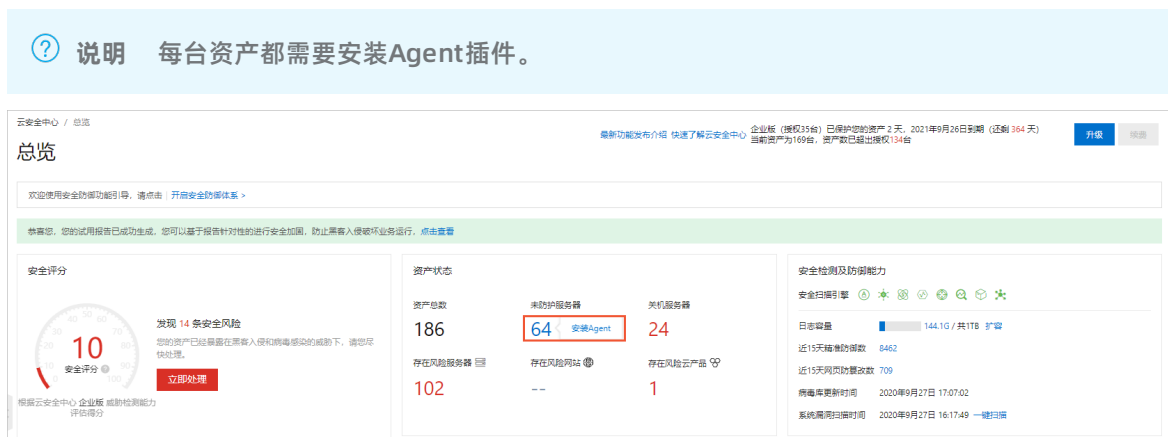 说明 每台资产都需要安装Agent插件。
云安全中心 / 总览
总览
最新功能发布介绍 快速了解云安全中心
企业版（授权35台）已保护您的资产 2 天，2021年9月26日到期（还剩 364 天）
当前资产为169台，资产数已超出授权134台
升级
续费
欢迎使用安全防御功能引导，请点击 | 开启安全防御体系 >
恭喜您，您的试用报告已成功生成，您可以基于报告针对性的进行安全加固，防止黑客入侵破坏业务运行，点击查看
安全评分
10 20 30 40 50 60 70 80 90 100
10
安全评分
发现 14 条安全风险
您的资产已经暴露在黑客入侵和病毒感染的威胁下，请您尽
快处理。
立即处理
根据云安全中心 企业版 威胁检测能力
评估得分
资产状态
资产总数 未防护服务器 关机服务器
186 64 安装Agent 24
存在风险服务器 存在风险网站 存在风险云产品
102 -- 1
安全检测及防御能力
安全扫描引擎
日志容量 144.1G / 共1TB 扩容
近15天精准防御数 8462
近15天网页防篡改数 709
病毒库更新时间 2020年9月27日 17:07:02
系统漏洞扫描时间 2020年9月27日 16:17:49 一键扫描